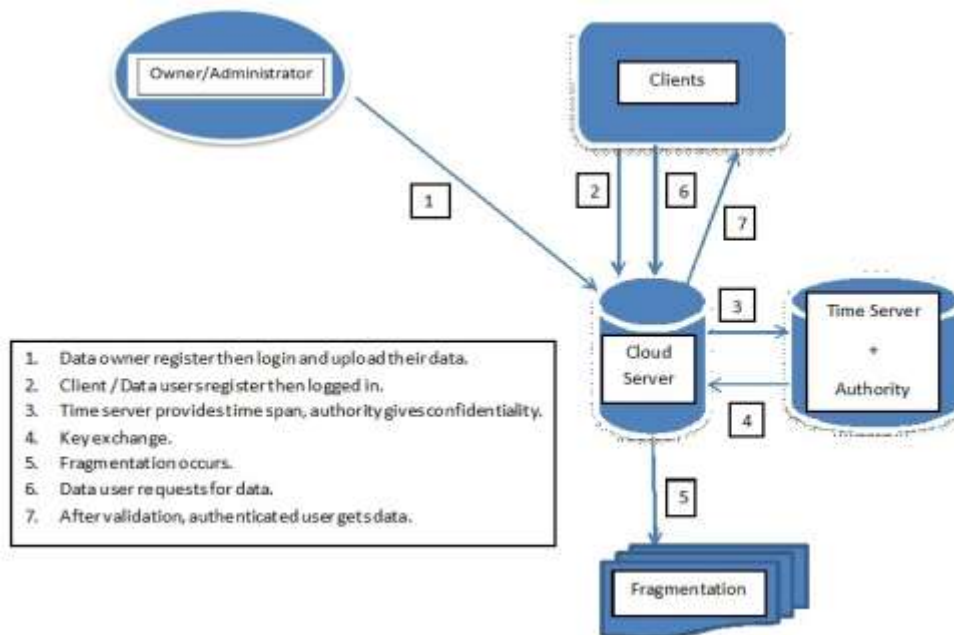 Owner/Administrator
Clients
1
2
6
7
3
Time Server
+
Authority
Cloud
Server
4
5
Fragmentation
1. Data owner register then login and upload their data.
2. Client / Data users register then logged in.
3. Time server provides time span, authority gives confidentiality.
4. Key exchange.
5. Fragmentation occurs.
6. Data user requests for data.
7. After validation, authenticated user gets data.